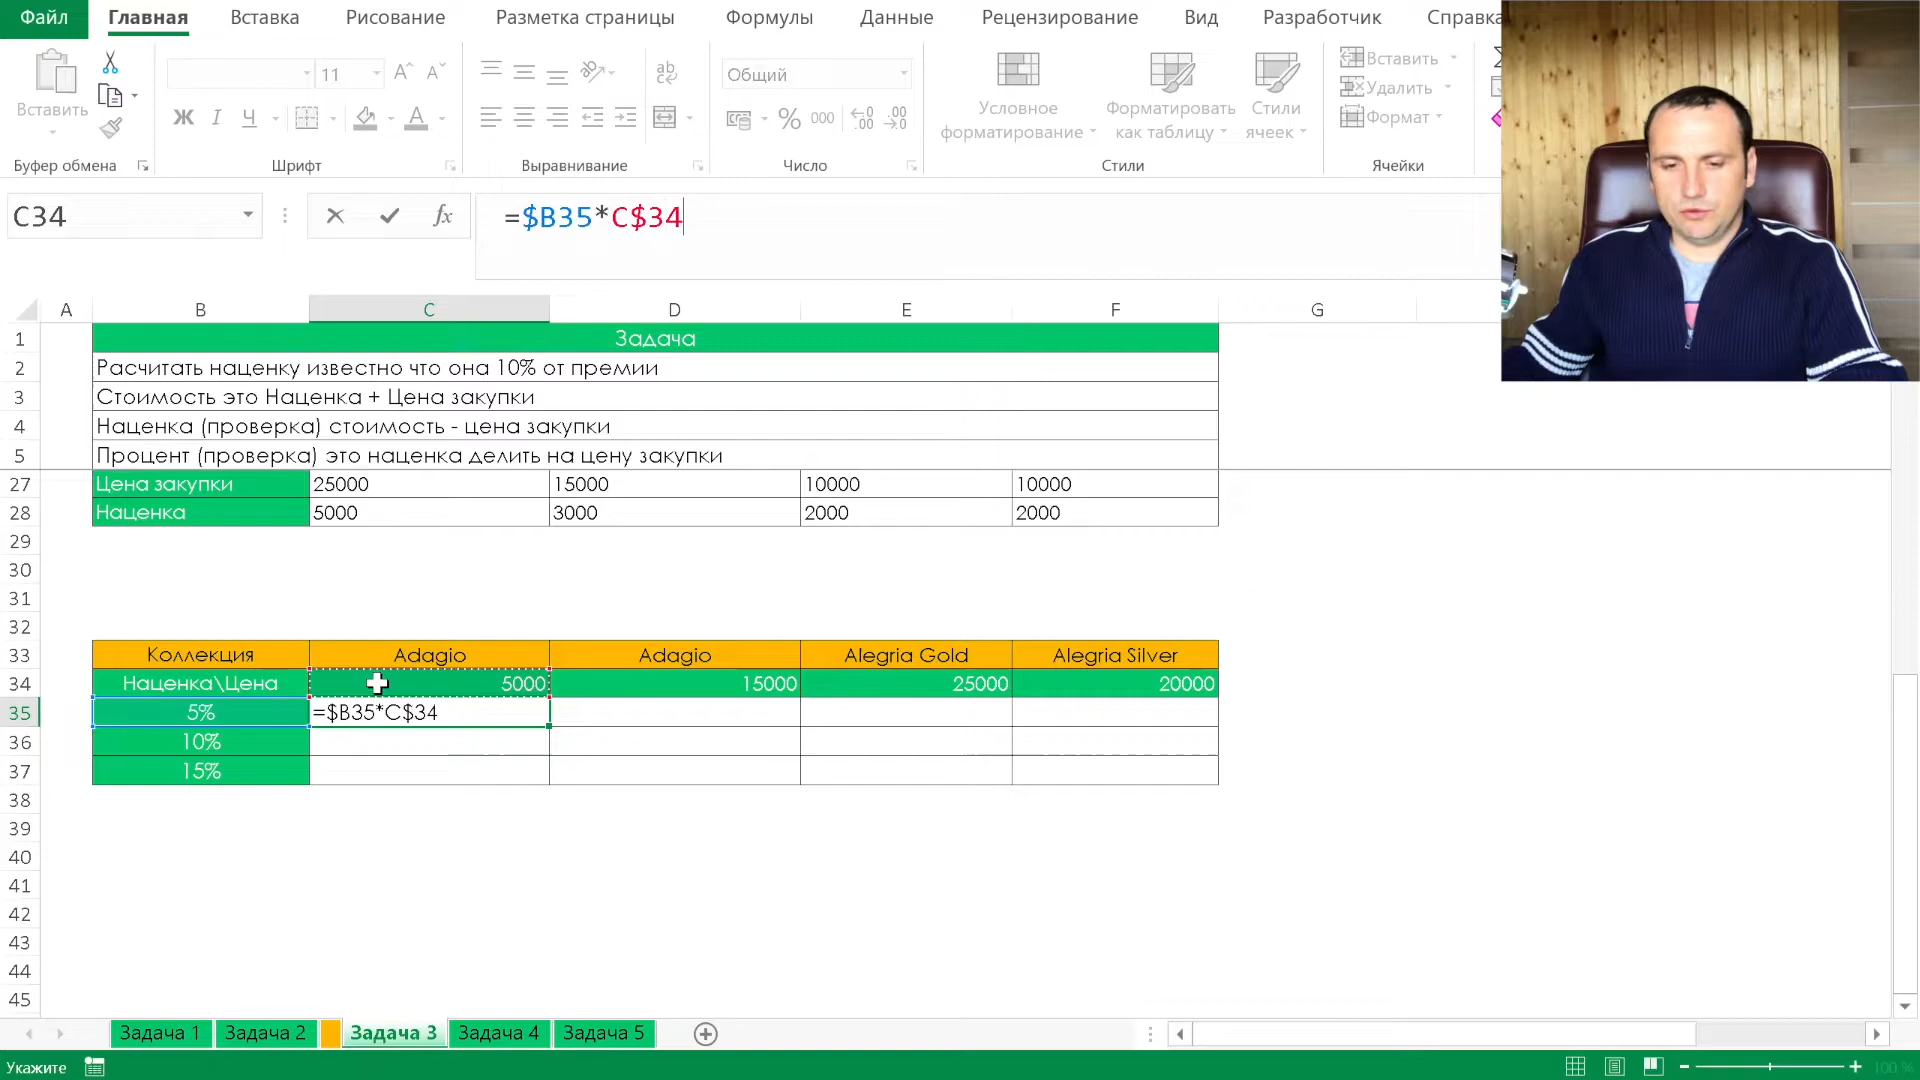 Файл Главная Вставка Рисование Разметка страницы Формулы Данные Рецензирование Вид Разработчик Справка
Вставить
11
Ж К Ч
Общий
% 000
Условное форматирование
Форматировать как таблицу
Стили ячеек
Вставить
Удалить
Формат
Буфер обмена Шрифт Выравнивание Число Стили Ячейки
C34 fx =$B35*C$34
A B C D E F G
1 Задача
2 Расчитать наценку известно что она 10% от премии
3 Стоимость это Наценка + Цена закупки
4 Наценка (проверка) стоимость - цена закупки
5 Процент (проверка) это наценка делить на цену закупки
27 Цена закупки 25000 15000 10000 10000
28 Наценка 5000 3000 2000 2000
29
30
31
32
33 Коллекция Adagio Adagio Alegria Gold Alegria Silver
34 Наценка\Цена 5000 15000 25000 20000
35 5% =$B35*C$34
36 10%
37 15%
38
39
40
41
42
43
44
45
Задача 1 Задача 2 Задача 3 Задача 4 Задача 5
Укажите 100 %